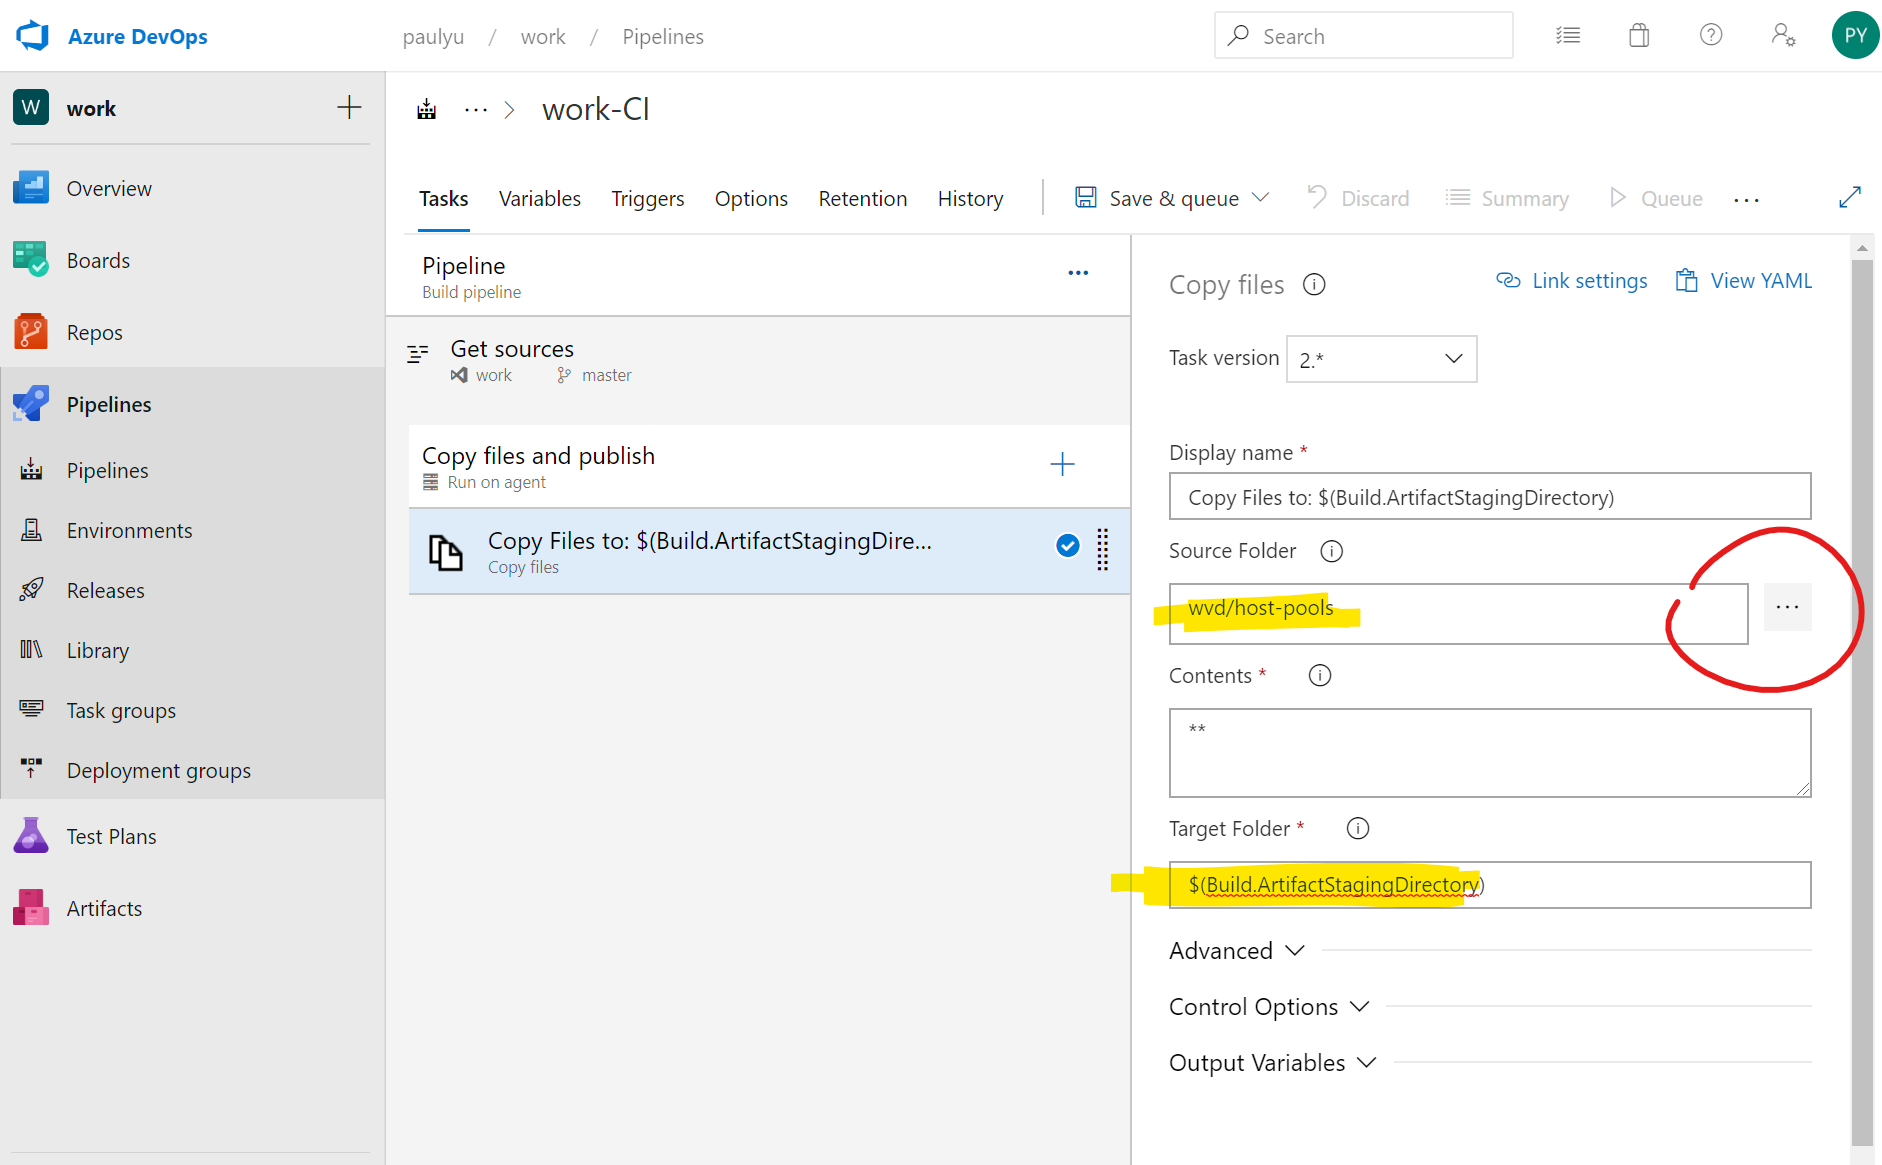 Azure DevOps
paulyu / work / Pipelines
Search
PY
W work
Overview
Boards
Repos
Pipelines
Pipelines
Environments
Releases
Library
Task groups
Deployment groups
Test Plans
Artifacts
... > work-CI
Tasks Variables Triggers Options Retention History Save & queue Discard Summary Queue ...
Pipeline
Build pipeline
Get sources
work master
Copy files and publish
Run on agent
Copy Files to: $(Build.ArtifactStagingDire...
Copy files
Copy files
Link settings View YAML
Task version 2.*
Display name *
Copy Files to: $(Build.ArtifactStagingDirectory)
Source Folder
wvd/host-pools
...
Contents *
**
Target Folder *
$(Build.ArtifactStagingDirectory)
Advanced
Control Options
Output Variables